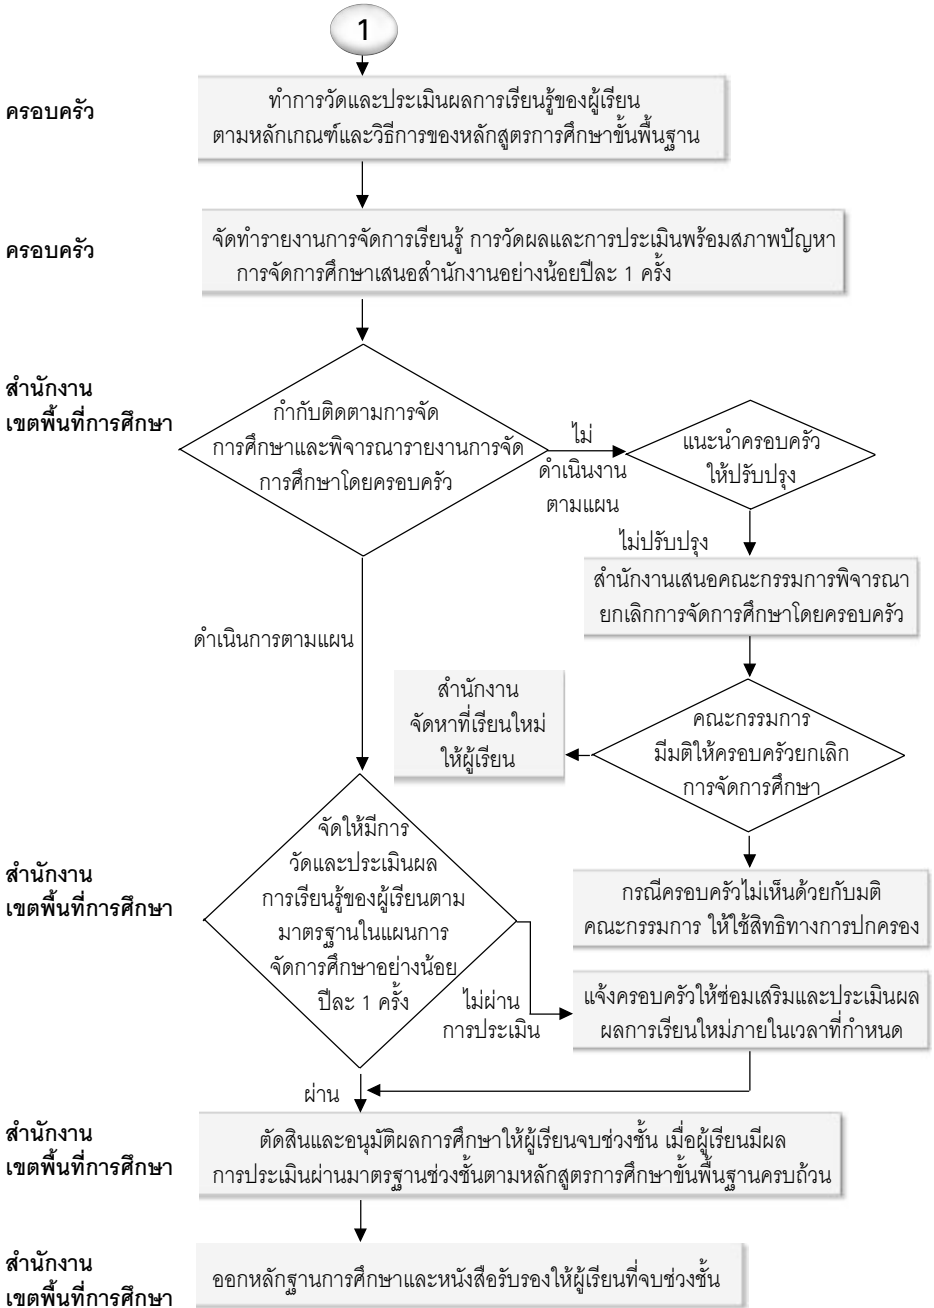 1
ครอบครัว
ทำการวัดและประเมินผลการเรียนรู้ของผู้เรียน
ตามหลักเกณฑ์และวิธีการของหลักสูตรการศึกษาขั้นพื้นฐาน
ครอบครัว
จัดทำรายงานการจัดการเรียนรู้ การวัดผลและการประเมินพร้อมสภาพปัญหา
การจัดการศึกษาเสนอสำนักงานอย่างน้อยปีละ 1 ครั้ง
สำนักงาน
เขตพื้นที่การศึกษา
กำกับติดตามการจัด
การศึกษาและพิจารณารายงานการจัด
การศึกษาโดยครอบครัว
ไม่
ดำเนินงาน
ตามแผน
แนะนำครอบครัว
ให้ปรับปรุง
ไม่ปรับปรุง
สำนักงานเสนอคณะกรรมการพิจารณา
ยกเลิกการจัดการศึกษาโดยครอบครัว
ดำเนินการตามแผน
สำนักงาน
จัดหาที่เรียนใหม่
ให้ผู้เรียน
คณะกรรมการ
มีมติให้ครอบครัวยกเลิก
การจัดการศึกษา
สำนักงาน
เขตพื้นที่การศึกษา
จัดให้มีการ
วัดและประเมินผล
การเรียนรู้ของผู้เรียนตาม
มาตรฐานในแผนการ
จัดการศึกษาอย่างน้อย
ปีละ 1 ครั้ง
กรณีครอบครัวไม่เห็นด้วยกับมติ
คณะกรรมการ ให้ใช้สิทธิทางการปกครอง
ไม่ผ่าน
การประเมิน
แจ้งครอบครัวให้ซ่อมเสริมและประเมินผล
ผลการเรียนใหม่ภายในเวลาที่กำหนด
ผ่าน
สำนักงาน
เขตพื้นที่การศึกษา
ตัดสินและอนุมัติผลการศึกษาให้ผู้เรียนจบช่วงชั้น เมื่อผู้เรียนมีผล
การประเมินผ่านมาตรฐานช่วงชั้นตามหลักสูตรการศึกษาขั้นพื้นฐานครบถ้วน
สำนักงาน
เขตพื้นที่การศึกษา
ออกหลักฐานการศึกษาและหนังสือรับรองให้ผู้เรียนที่จบช่วงชั้น